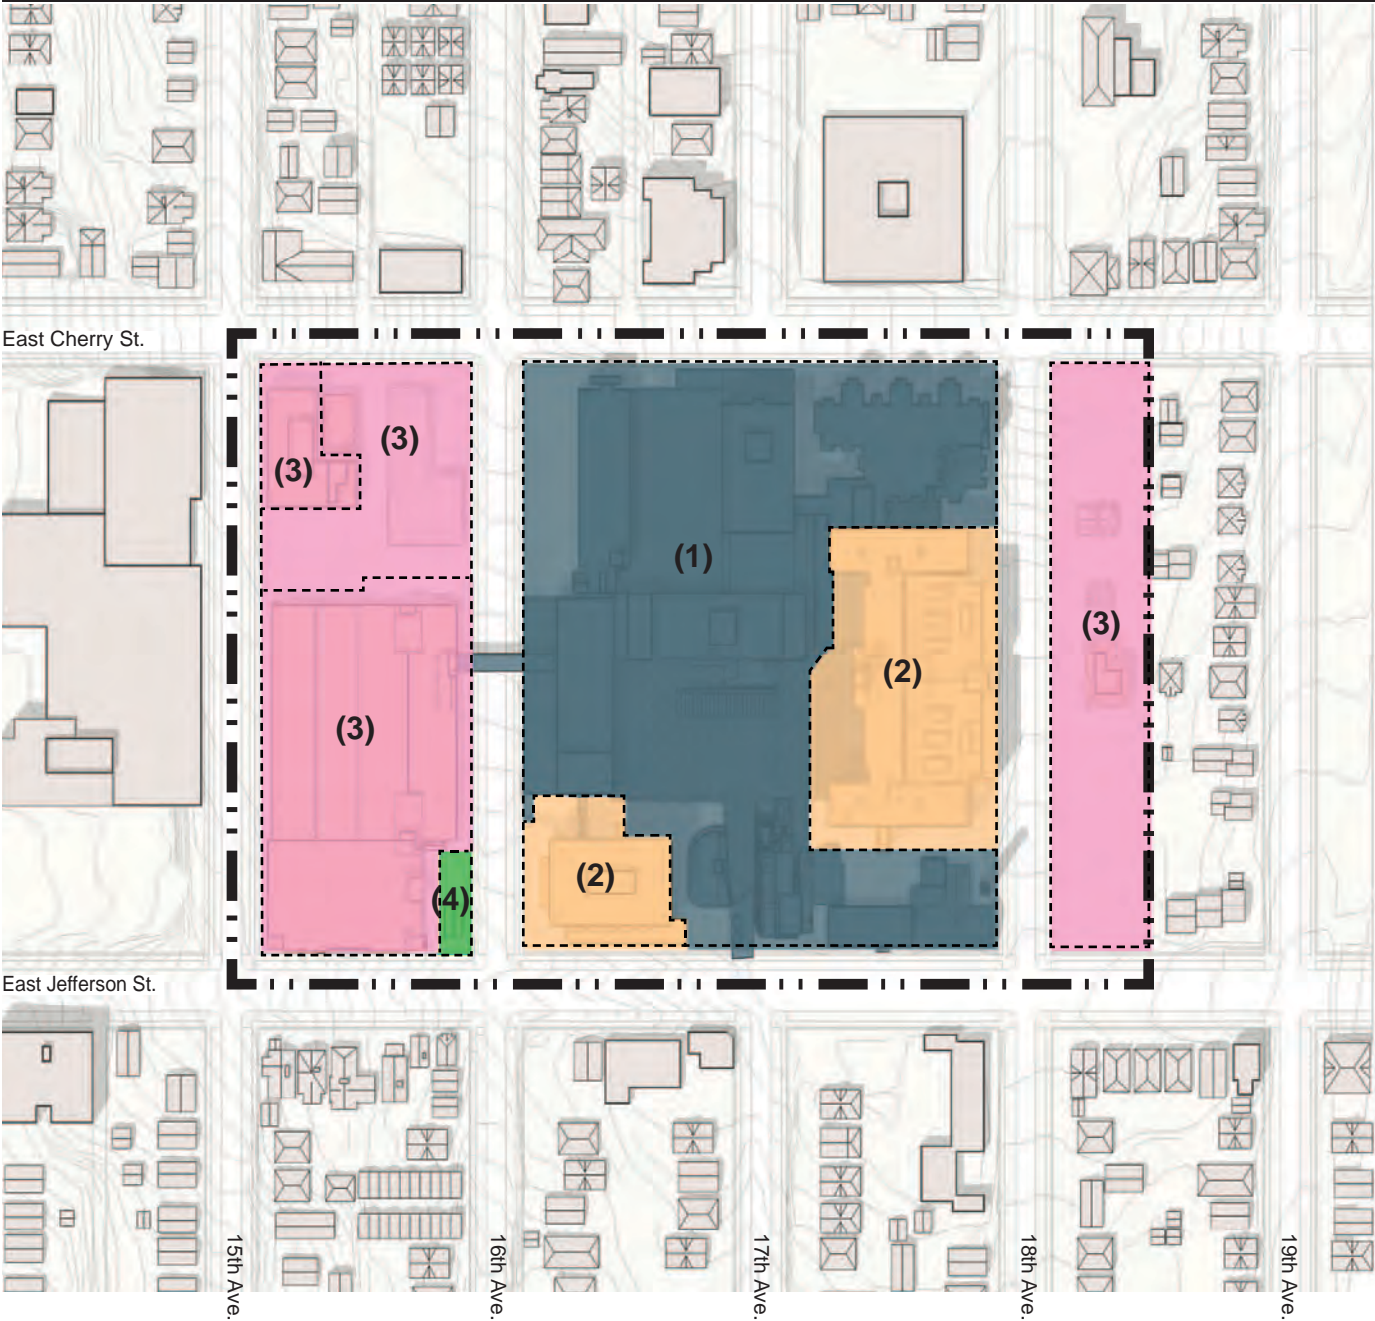 East Cherry St.
(3)
(3)
(1)
(3)
(2)
(3)
(2)
(4)
East Jefferson St.
15th Ave.
16th Ave.
17th Ave.
18th Ave.
19th Ave.